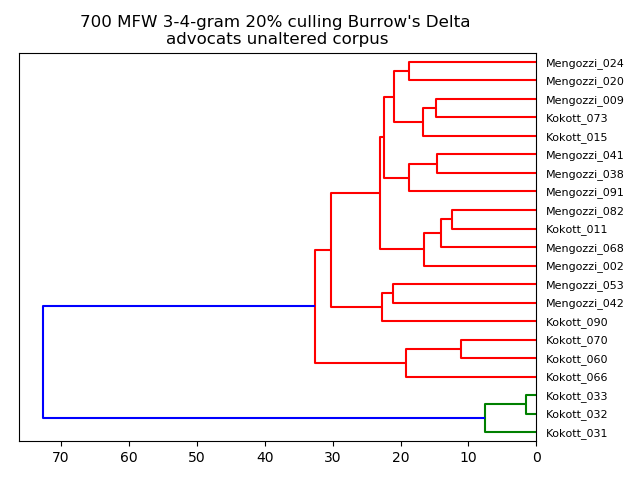 700 MFW 3-4-gram 20% culling Burrow's Delta
advocats unaltered corpus
Mengozzi_024
Mengozzi_020
Mengozzi_009
Kokott_073
Kokott_015
Mengozzi_041
Mengozzi_038
Mengozzi_091
Mengozzi_082
Kokott_011
Mengozzi_068
Mengozzi_002
Mengozzi_053
Mengozzi_042
Kokott_090
Kokott_070
Kokott_060
Kokott_066
Kokott_033
Kokott_032
Kokott_031
70 60 50 40 30 20 10 0